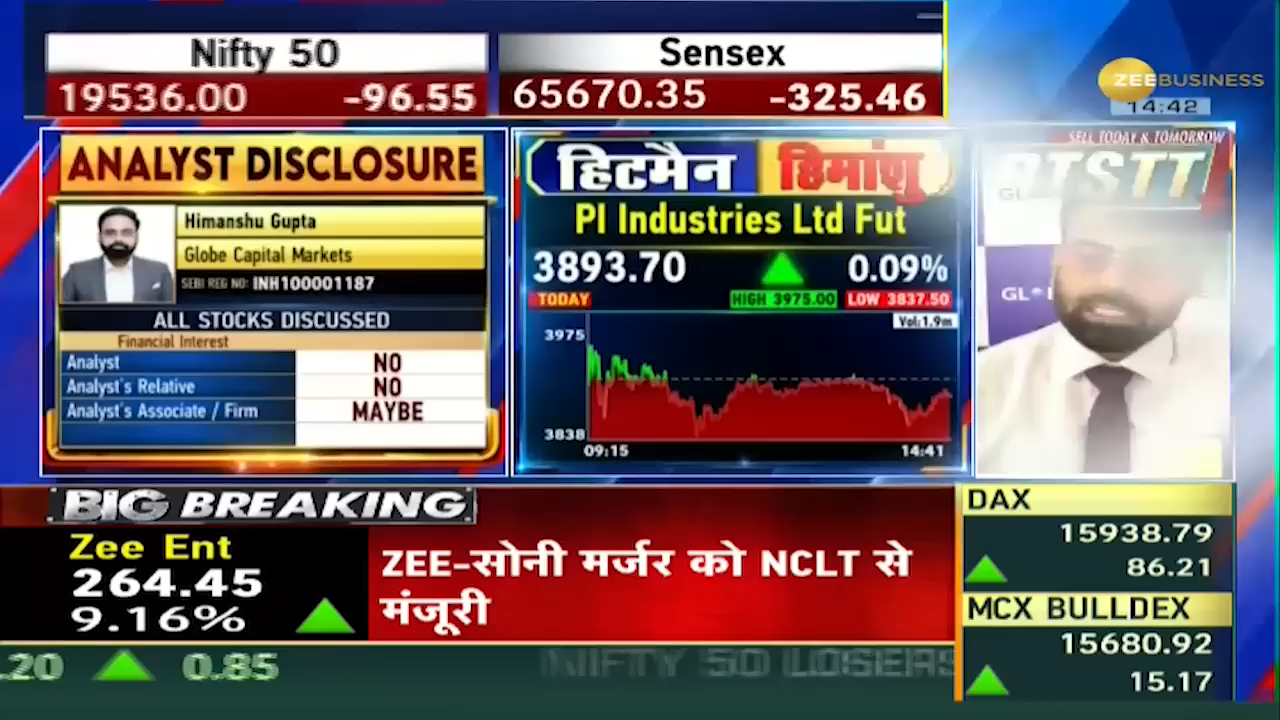 Nifty 50
19536.00 -96.55
Sensex
65670.35 -325.46
ZEEBUSINESS
14:42
ANALYST DISCLOSURE
Himanshu Gupta
Globe Capital Markets
SEBI REG NO: INH100001187
ALL STOCKS DISCUSSED
Financial Interest
Analyst NO
Analyst's Relative NO
Analyst's Associate / Firm MAYBE
हिटमैन हिमांशु
PI Industries Ltd Fut
3893.70 0.09%
TODAY HIGH 3975.00 LOW 3837.50
Vol:1.9m
3975
3838
09:15 14:41
SELL TODAY & TOMORROW
BTSTT
BIG BREAKING
Zee Ent
264.45
9.16%
ZEE-सोनी मर्जर को NCLT से
मंजूरी
DAX
15938.79
86.21
MCX BULLDEX
15680.92
15.17
.20 0.85
NIFTY 50 LOSERS